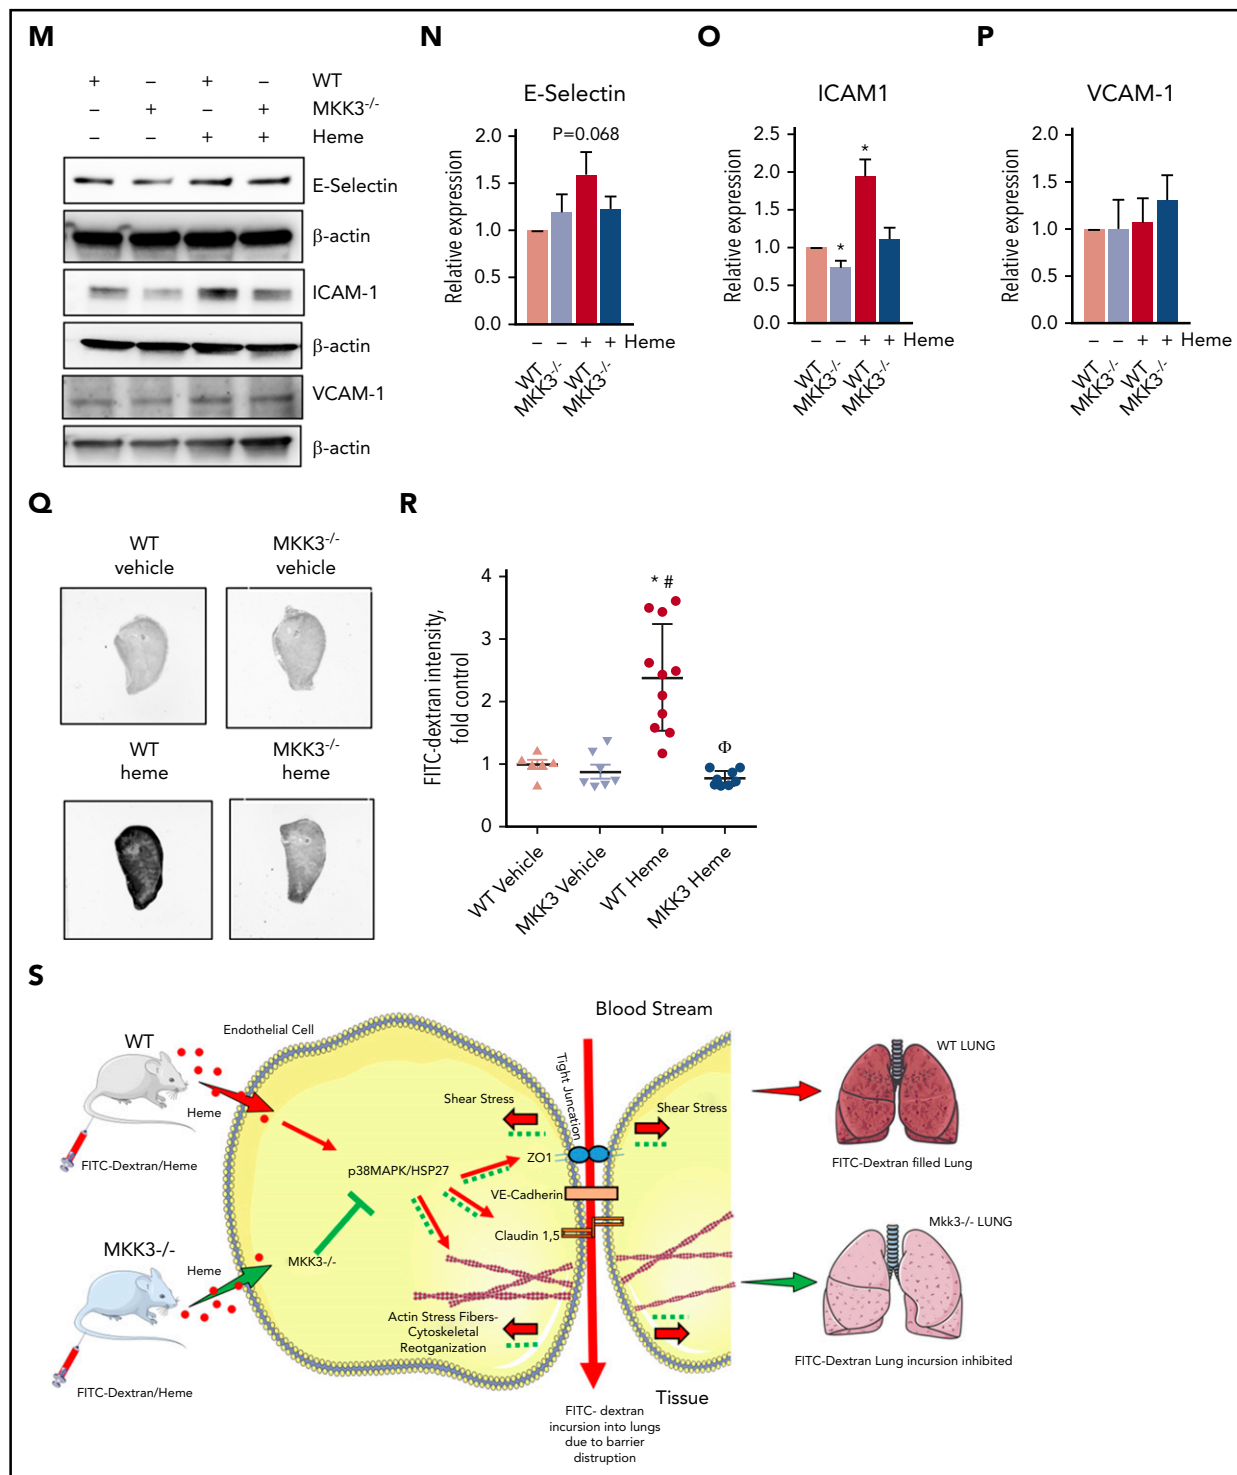 M
N
O
P
+ – + – WT
– + – + MKK3-/-
– – + + Heme
E-Selectin
β-actin
ICAM-1
β-actin
VCAM-1
β-actin
E-Selectin
P=0.068
Relative expression
2.0
1.5
1.0
0.5
0.0
– – + + Heme
WT
MKK3-/-
WT
MKK3-/-
ICAM1
Relative expression
2.5
2.0
1.5
1.0
0.5
0.0
*
*
– – + + Heme
WT
MKK3-/-
WT
MKK3-/-
VCAM-1
Relative expression
2.0
1.5
1.0
0.5
0.0
– – + + Heme
WT
MKK3-/-
WT
MKK3-/-
Q
WT
vehicle
MKK3-/-
vehicle
WT
heme
MKK3-/-
heme
R
FITC-dextran intensity,
fold control
4
3
2
1
0
* #
Φ
WT Vehicle
MKK3 Vehicle
WT Heme
MKK3 Heme
S
Blood Stream
WT
Endothelial Cell
Heme
FITC-Dextran/Heme
MKK3-/-
Heme
FITC-Dextran/Heme
p38MAPK/HSP27
MKK3-/-
Shear Stress
Tight Juncation
Shear Stress
ZO1
VE-Cadherin
Claudin 1,5
Actin Stress Fibers-
Cytoskeletal
Reotganization
Tissue
FITC- dextran
incursion into lungs
due to barrier
distruption
WT LUNG
FITC-Dextran filled Lung
Mkk3-/- LUNG
FITC-Dextran Lung incursion inhibited